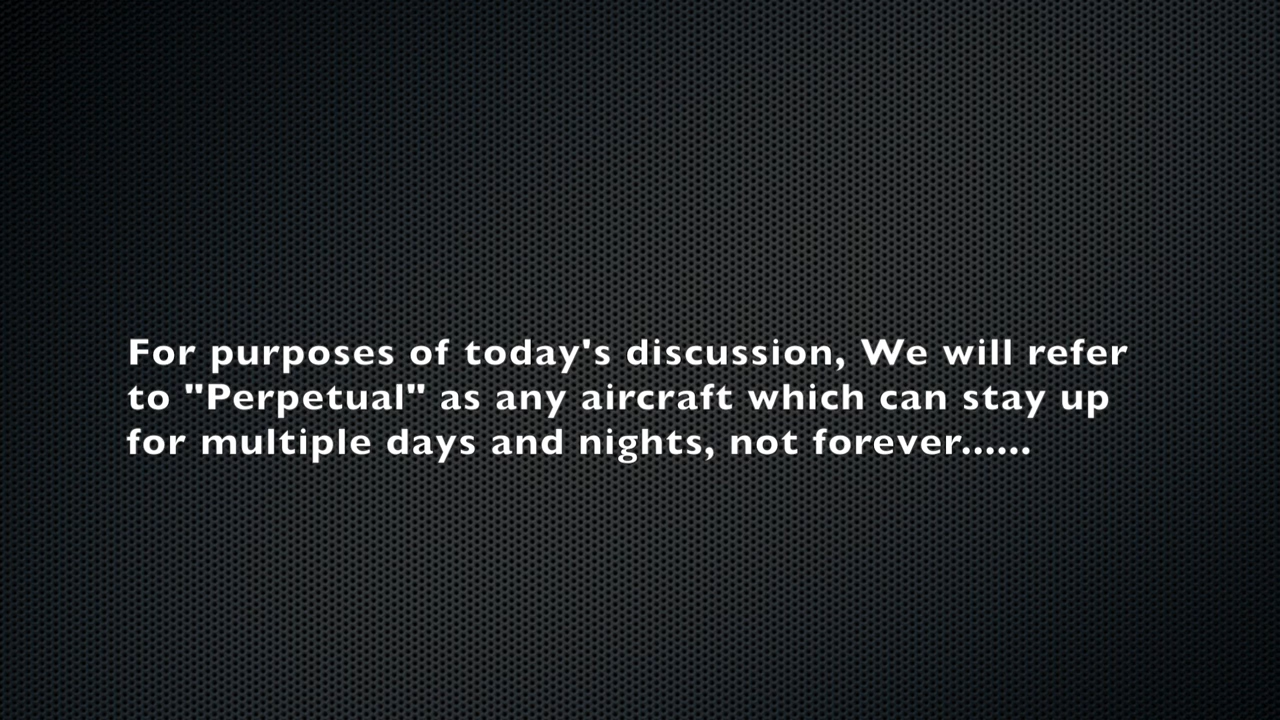 For purposes of today's discussion, We will refer
to "Perpetual" as any aircraft which can stay up
for multiple days and nights, not forever......